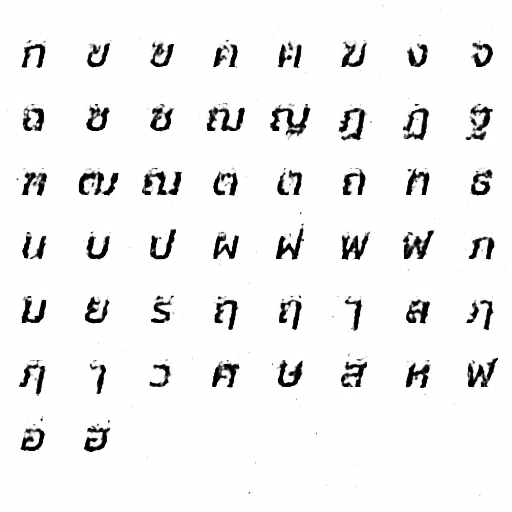 ก ข ฃ ค ฅ ฆ ง จ
ฉ ช ซ ฌ ญ ฎ ฏ ฐ
ฑ ฒ ณ ด ต ถ ท ธ
น บ ป ผ ฝ พ ฟ ภ
ม ย ร ฤ ฤ ๅ ล ฦ
ฦ ๅ ว ศ ษ ส ห ฬ
อ ฮ